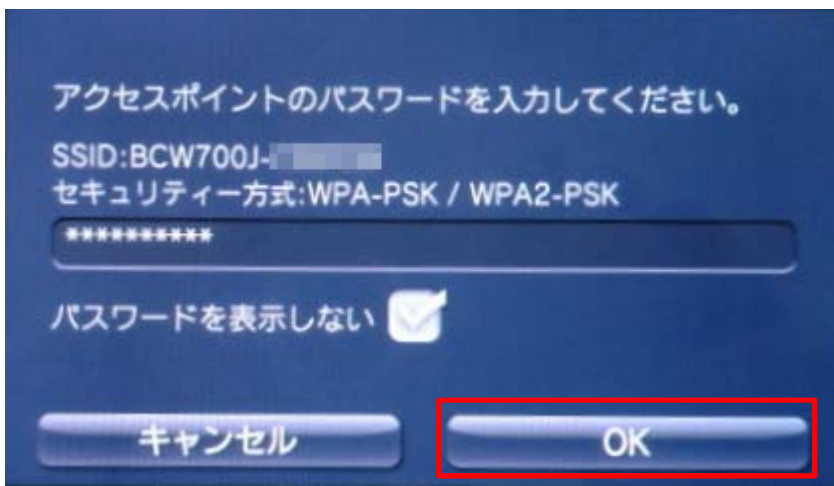 アクセスポイントのパスワードを入力してください。
SSID:BCW700J-
セキュリティー方式:WPA-PSK / WPA2-PSK
**********
パスワードを表示しない
キャンセル OK